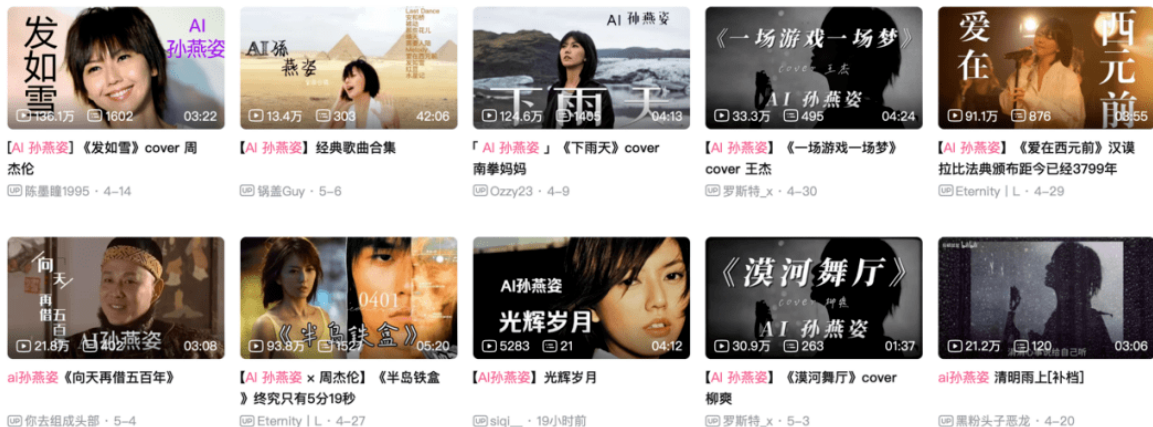 发如雪
AI
孙燕姿
136.1万 1602 03:22
[AI 孙燕姿] 《发如雪》cover 周
杰伦
UP 陈墨瞳1995 · 4-14
AI孫
燕姿
Last Dance
13.4万 303 42:06
【AI 孙燕姿】经典歌曲合集
UP 锅盖Guy · 5-6
AI 孙燕姿
下雨天
124.6万 1405 04:13
「 AI 孙燕姿 」《下雨天》cover
南拳妈妈
UP Ozzy23 · 4-9
《一场游戏一场梦》
cover 王杰
AI 孙燕姿
33.3万 495 04:24
【AI 孙燕姿】《一场游戏一场梦》
cover 王杰
UP 罗斯特_x · 4-30
爱在
西元前
91.1万 876 03:55
【AI 孙燕姿】《爱在西元前》汉谟
拉比法典颁布距今已经3799年
UP Eternity丨L · 4-29
向天
再借
五百
AI孙燕姿
21.8万 402 03:08
ai孙燕姿《向天再借五百年》
UP 你去组成头部 · 5-4
0401
《半岛铁盒》
93.8万 1527 05:20
【AI 孙燕姿 × 周杰伦】《半岛铁盒
》终究只有5分19秒
UP Eternity丨L · 4-27
AI孙燕姿
光辉岁月
5283 21 04:12
【AI孙燕姿】光辉岁月
UP siqi__ · 19小时前
《漠河舞厅》
cover 柳爽
AI 孙燕姿
30.9万 263 01:37
【AI 孙燕姿】《漠河舞厅》cover
柳爽
UP 罗斯特_x · 5-3
21.2万 120 03:06
ai孙燕姿 清明雨上[补档]
UP 黑粉头子恶龙 · 4-20